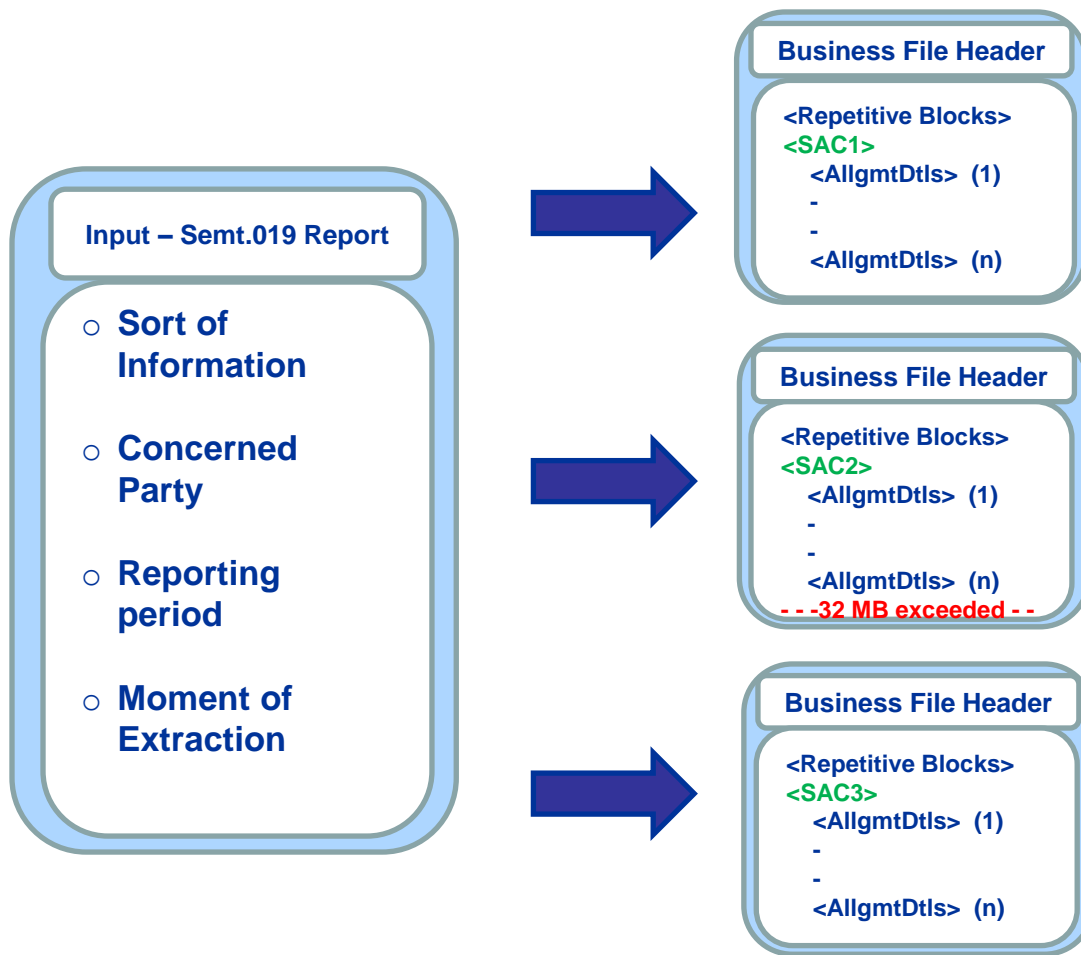 Input – Semt.019 Report
o Sort of
Information
o Concerned
Party
o Reporting
period
o Moment of
Extraction
Business File Header
<Repetitive Blocks>
<SAC1>
<AllgmtDtls> (1)
-
-
<AllgmtDtls> (n)
Business File Header
<Repetitive Blocks>
<SAC2>
<AllgmtDtls> (1)
-
-
<AllgmtDtls> (n)
- - -32 MB exceeded - -
Business File Header
<Repetitive Blocks>
<SAC3>
<AllgmtDtls> (1)
-
-
<AllgmtDtls> (n)